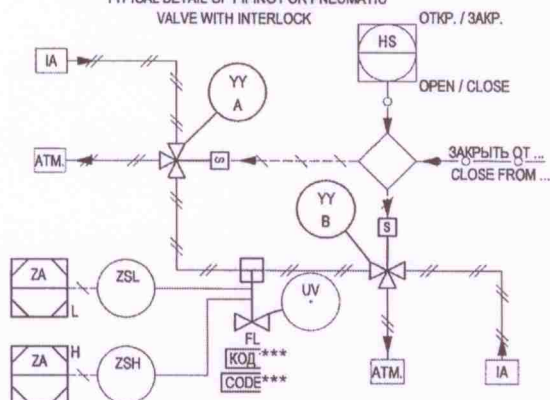 VALVE WITH INTERLOCK
ОТКР. / ЗАКР.
HS
IA
OPEN / CLOSE
YY
A
ATM.
S
ЗАКРЫТЬ ОТ ...
CLOSE FROM ...
YY
B
S
ZA
L
ZSL
UV
*
FL
ZA
H
ZSH
КОД ***
CODE ***
ATM.
IA